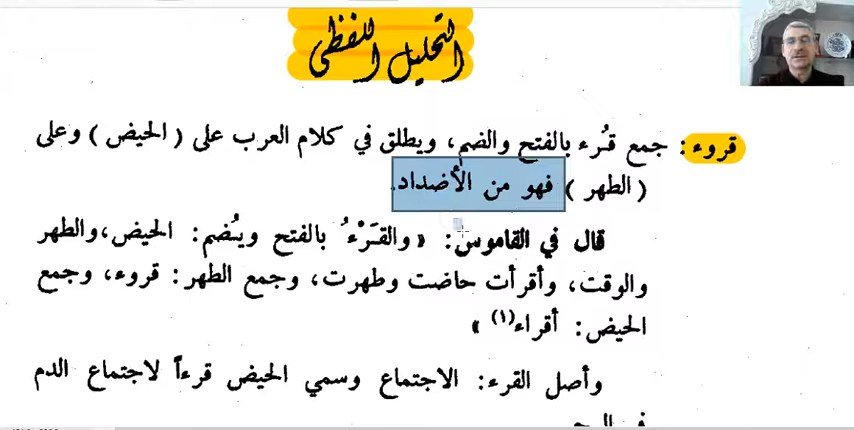 التحليل اللفظي
قروء: جمع قُرء بالفتح والضم، ويطلق في كلام العرب على (الحيض) وعلى
(الطهر) فهو من الأضداد.
قال في القاموس: « والقَرْءُ بالفتح ويُضم: الحيض، والطهر
والوقت، وأقرأت حاضت وطهرت، وجمع الطهر: قروء، وجمع
الحيض: أقراء(١) »
وأصل القرء: الاجتماع وسمي الحيض قرءاً لاجتماع الدم